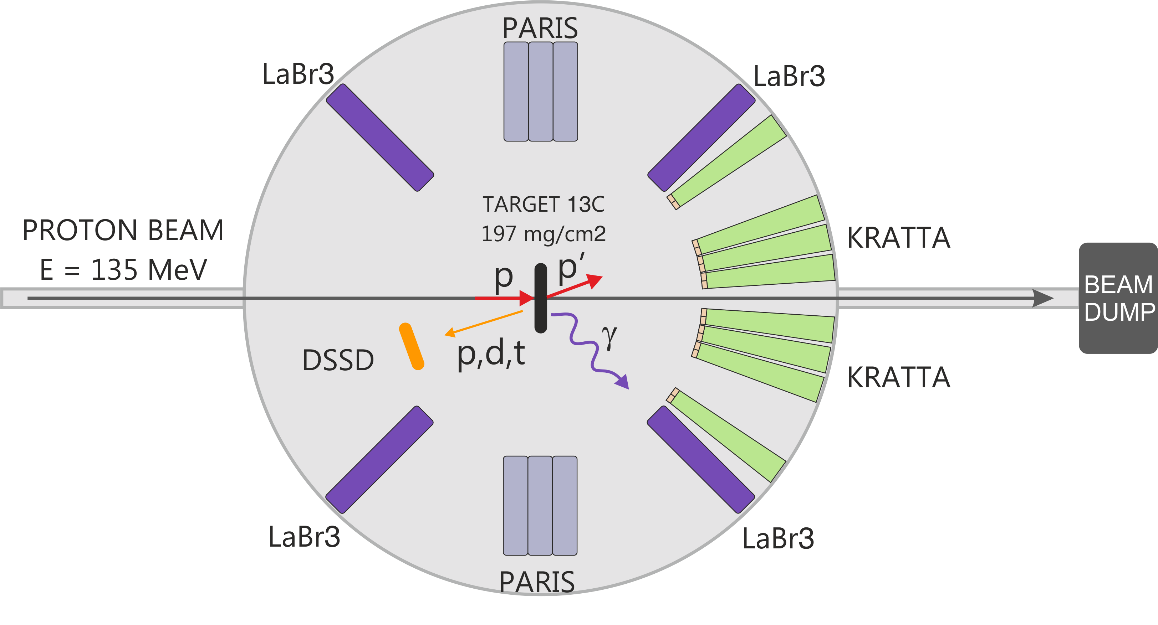 PARIS
LaBr3
LaBr3
TARGET 13C
197 mg/cm2
PROTON BEAM
E = 135 MeV
KRATTA
p
p'
BEAM
DUMP
γ
DSSD
p,d,t
KRATTA
LaBr3
LaBr3
PARIS